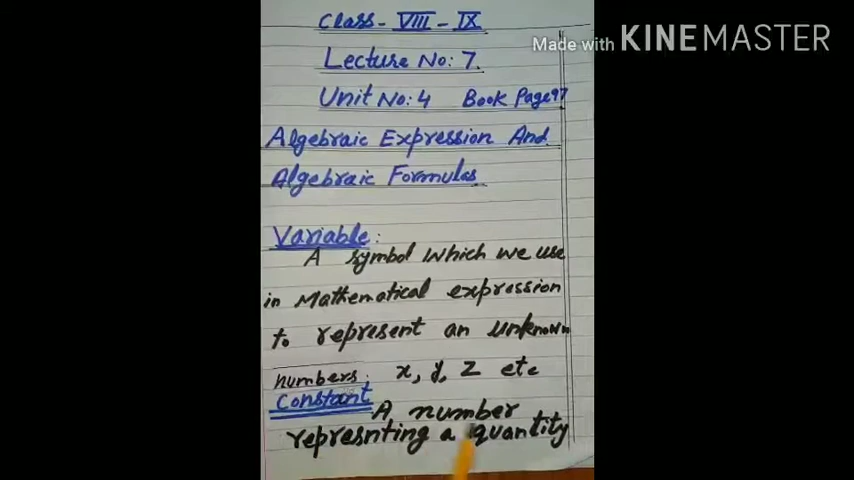 Class - VIII - IX
Made with KINEMASTER
Lecture No: 7.
Unit No: 4 Book Page 97
Algebraic Expression And
Algebraic Formulas
Variable:
A symbol which we use
in Mathematical expression
to represent an unknown
numbers. x, y, z etc
Constant
A number
represnting a quantity